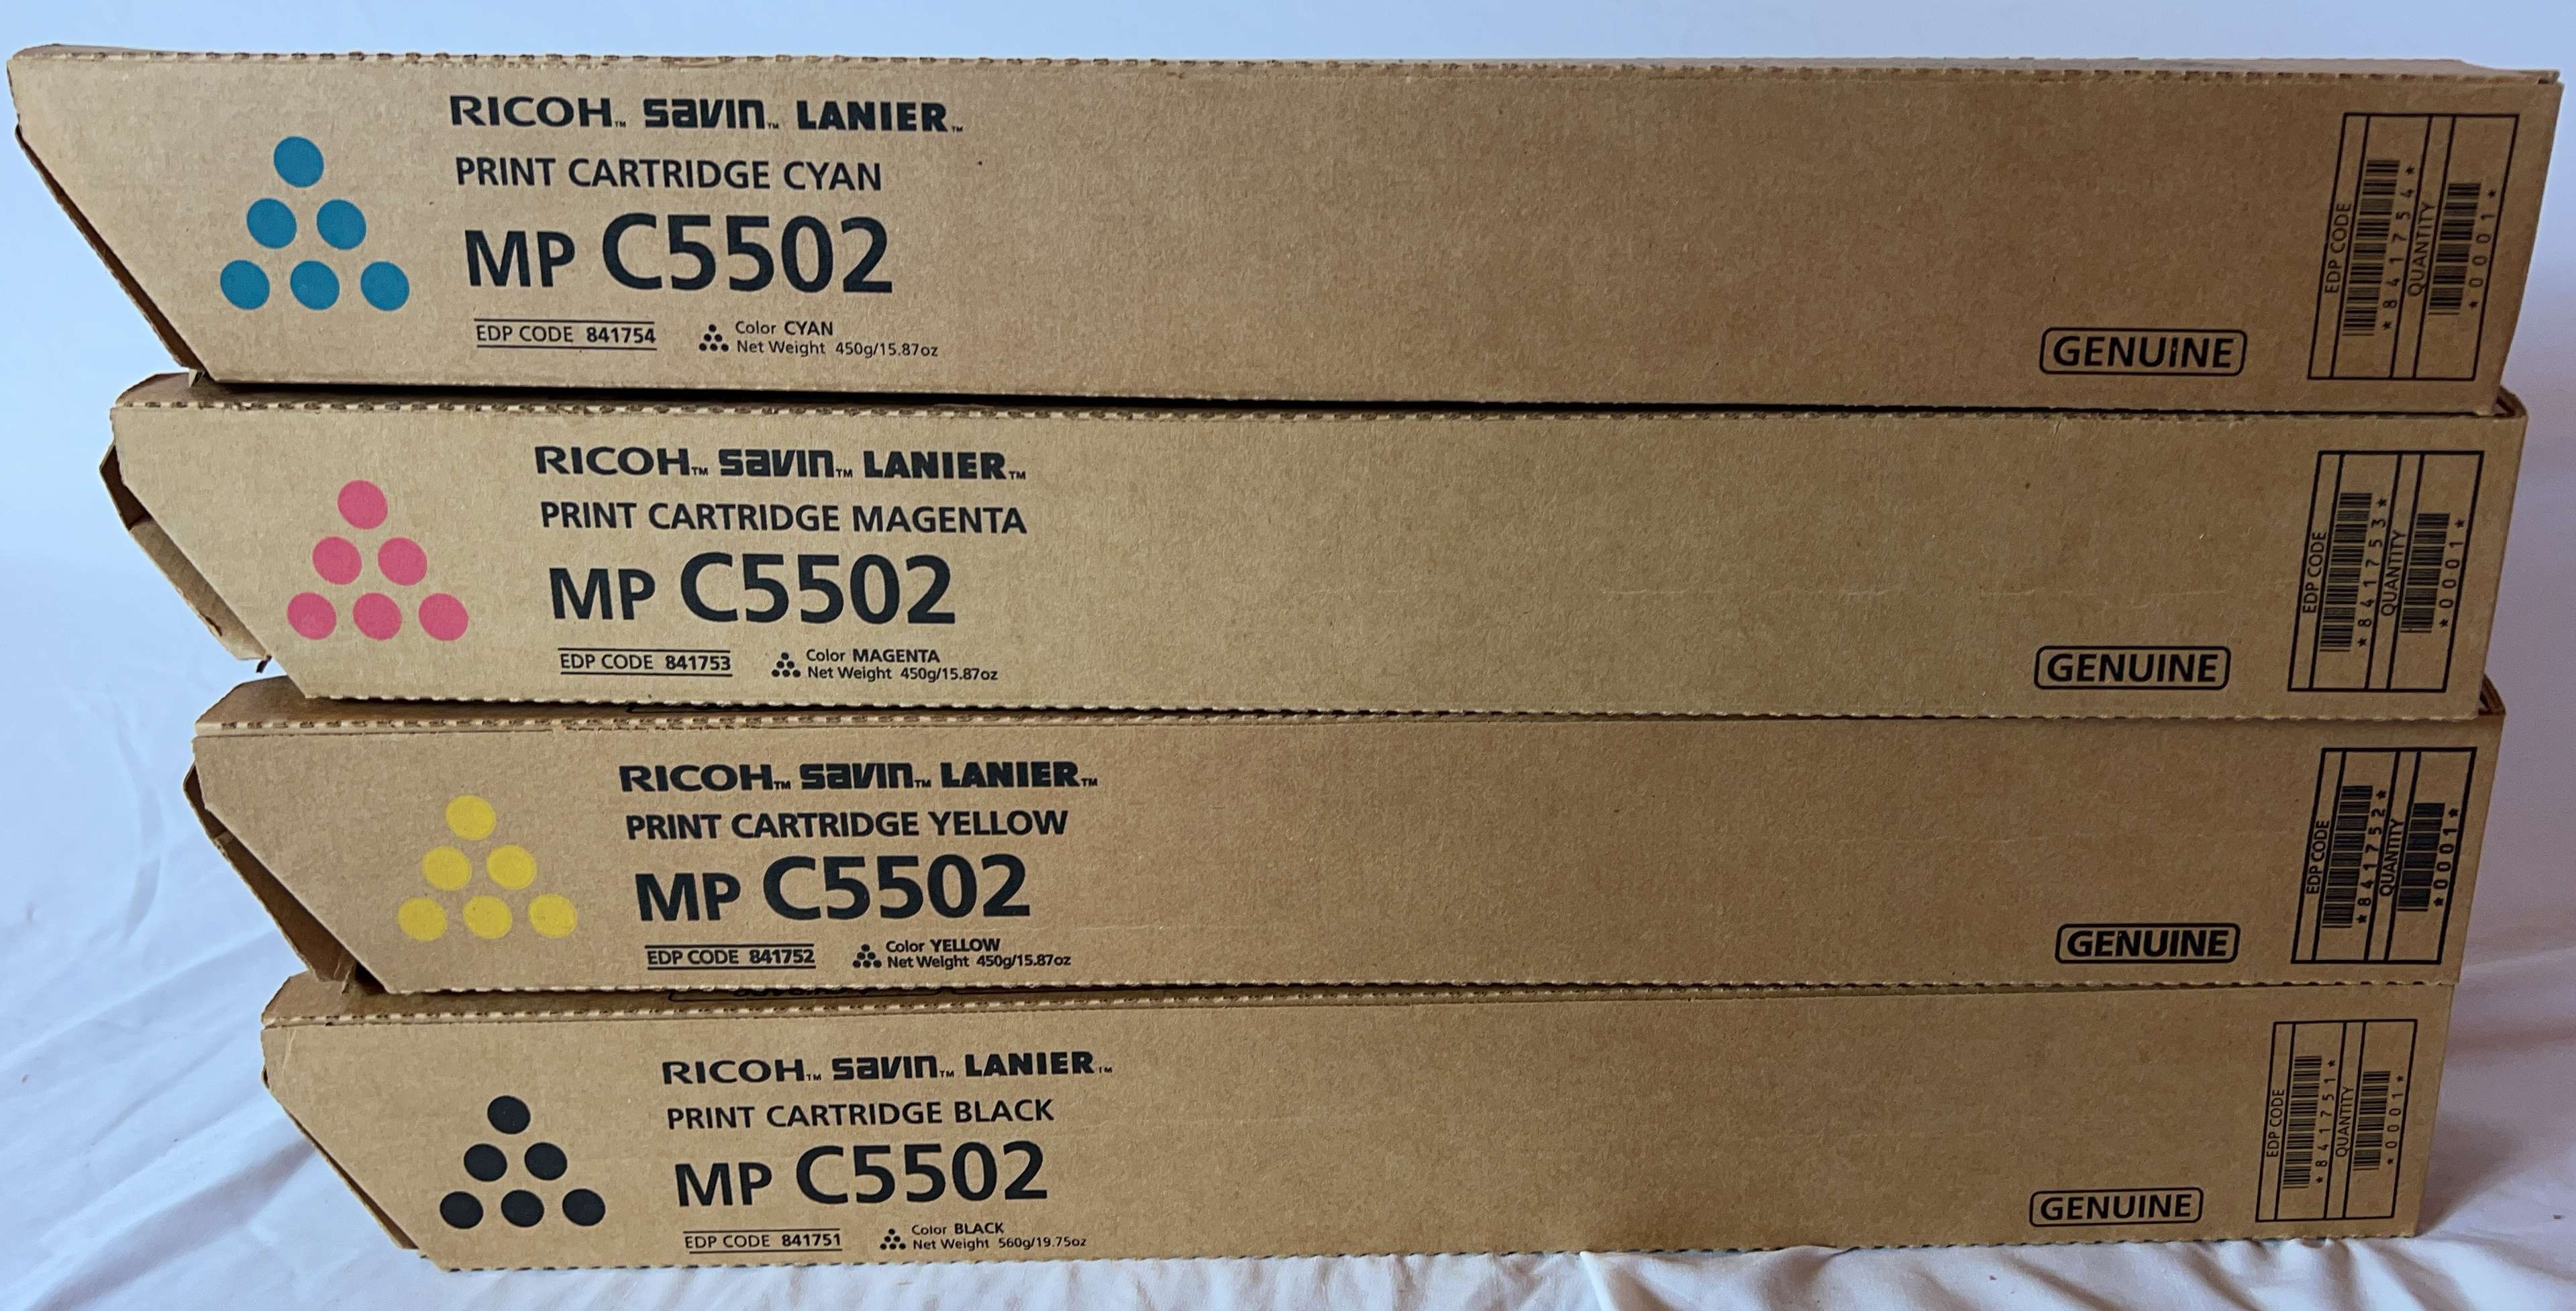 RICOH™ savin™ LANIER™
PRINT CARTRIDGE CYAN
MP C5502
EDP CODE 841754
Color CYAN
Net Weight 450g/15.87oz
GENUINE
EDP CODE
*841754*
QUANTITY
*0001*
RICOH™ savin™ LANIER™
PRINT CARTRIDGE MAGENTA
MP C5502
EDP CODE 841753
Color MAGENTA
Net Weight 450g/15.87oz
GENUINE
EDP CODE
*841753*
QUANTITY
*0001*
RICOH™ savin™ LANIER™
PRINT CARTRIDGE YELLOW
MP C5502
EDP CODE 841752
Color YELLOW
Net Weight 450g/15.87oz
GENUINE
EDP CODE
*841752*
QUANTITY
*0001*
RICOH™ savin™ LANIER™
PRINT CARTRIDGE BLACK
MP C5502
EDP CODE 841751
Color BLACK
Net Weight 560g/19.75oz
GENUINE
EDP CODE
*841751*
QUANTITY
*0001*